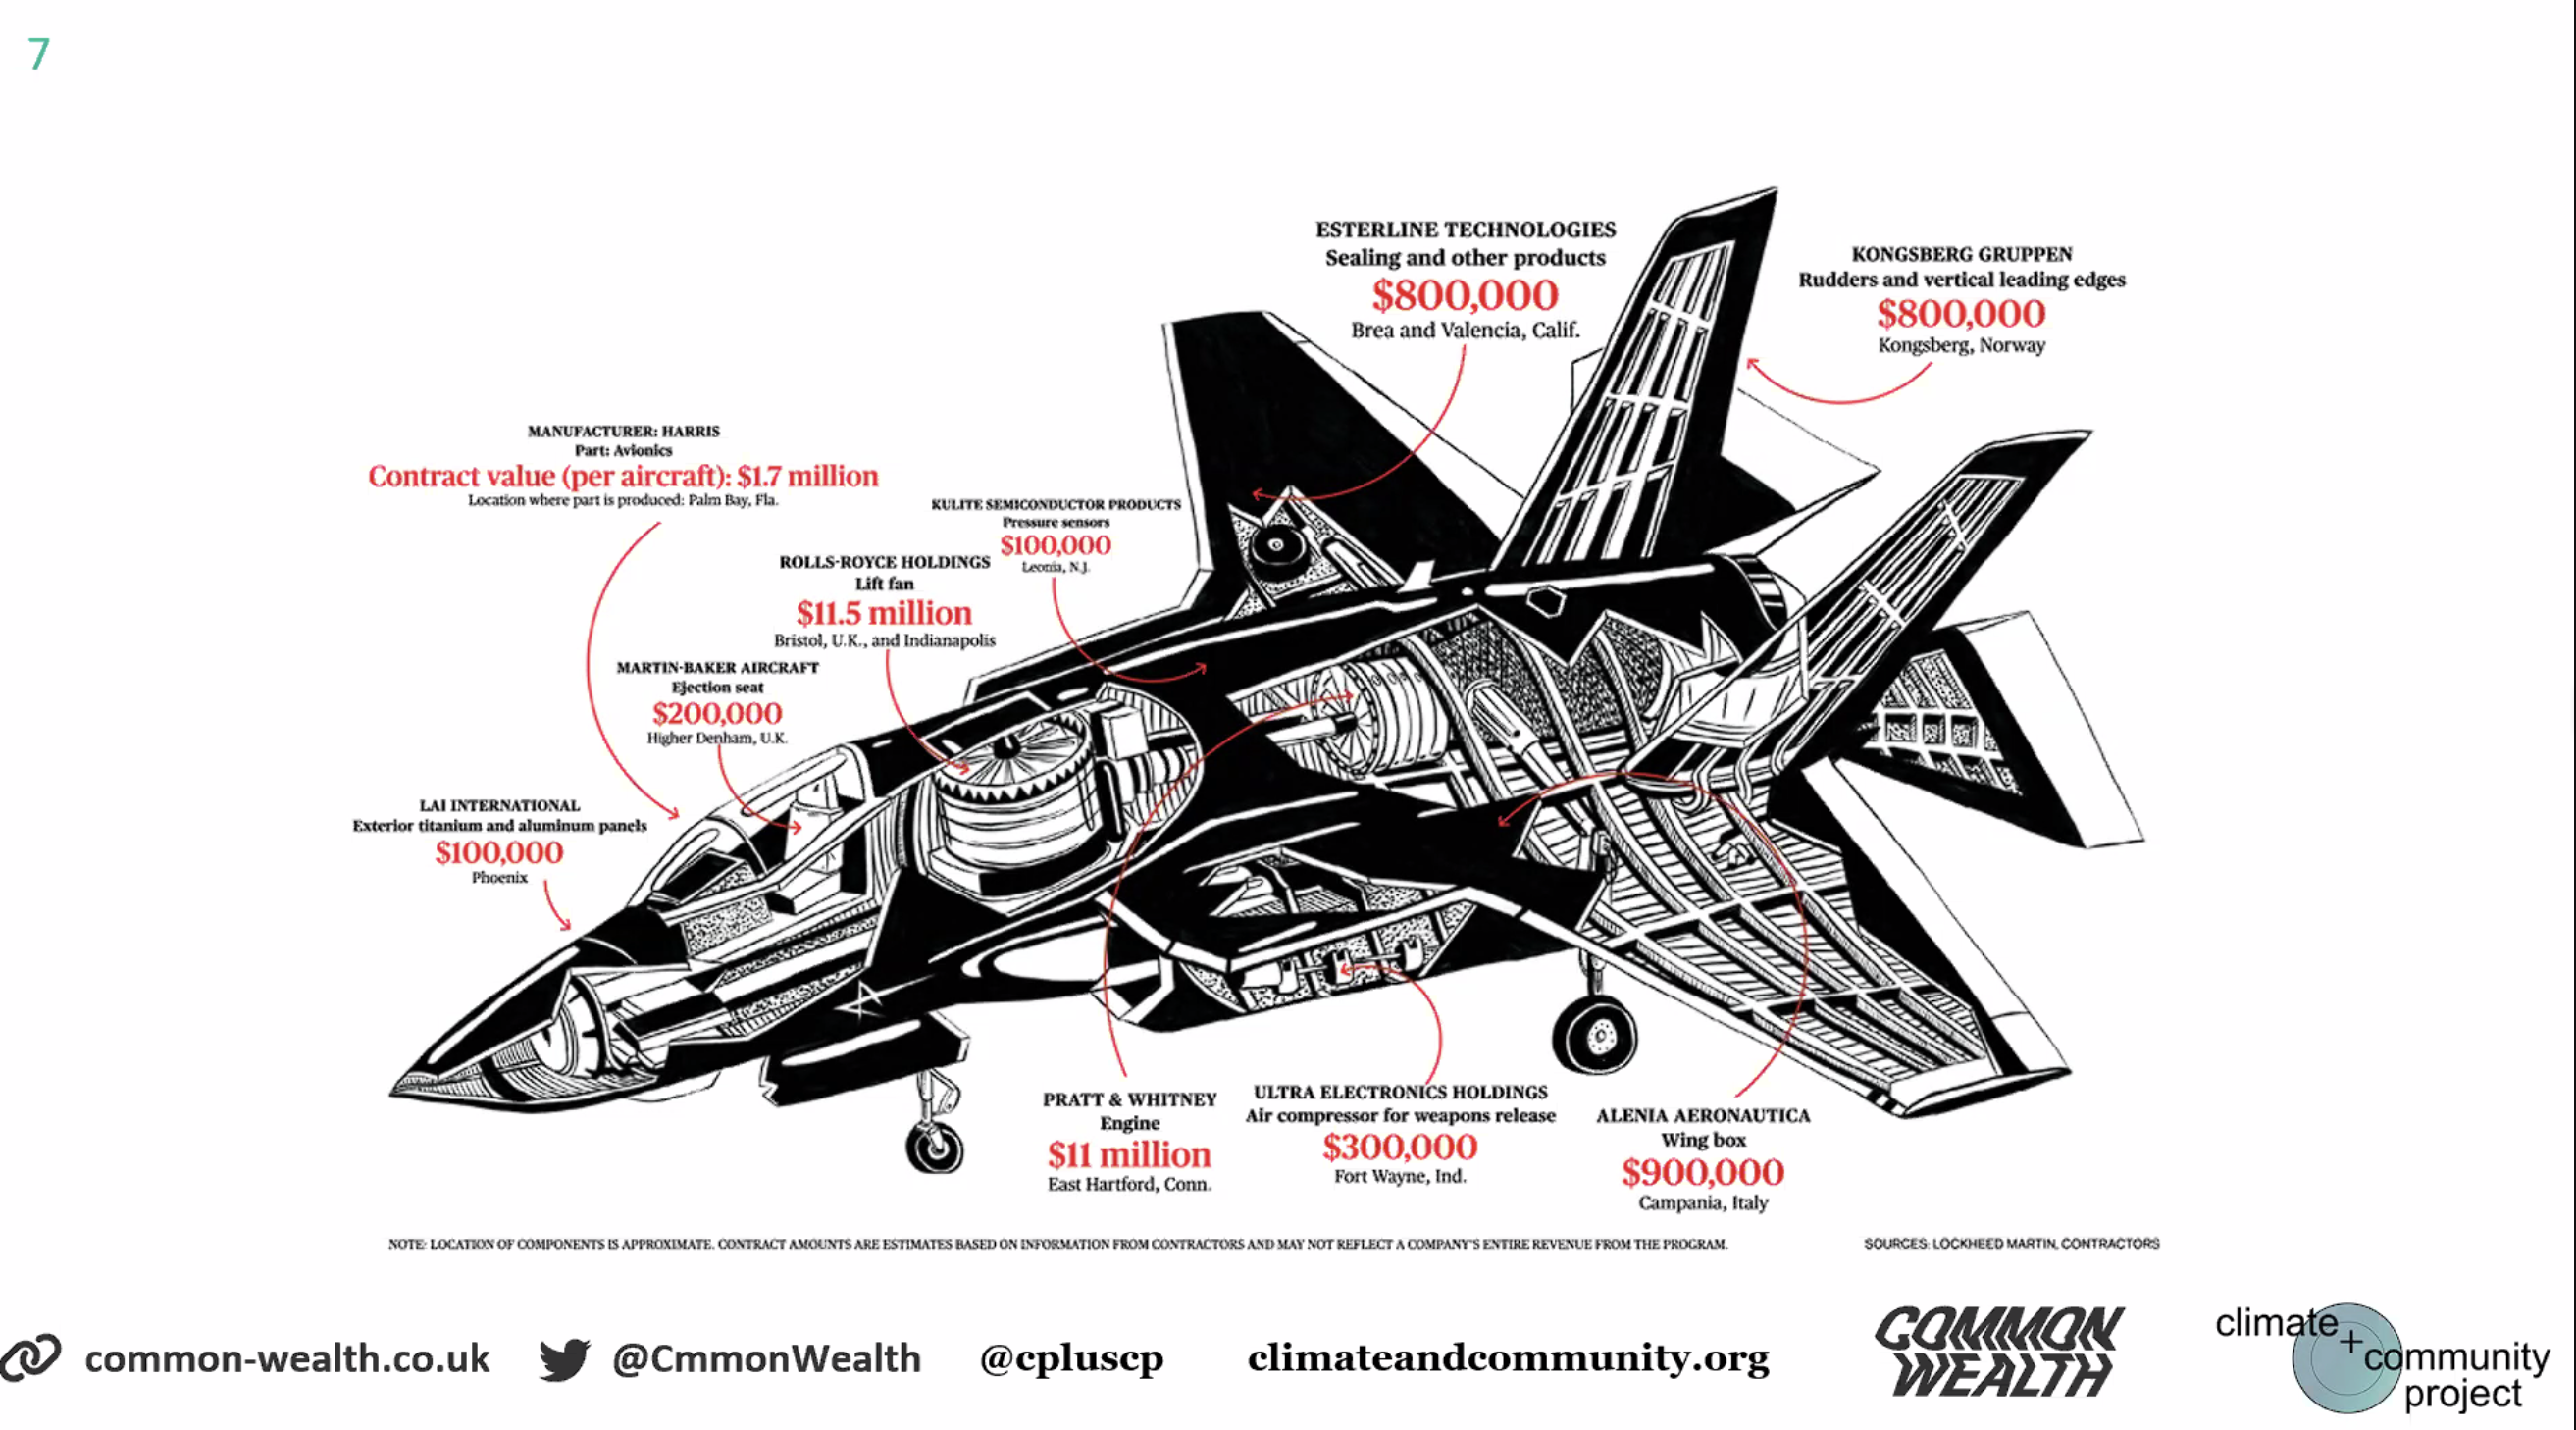 7
ESTERLINE TECHNOLOGIES
Sealing and other products
$800,000
Brea and Valencia, Calif.
KONGSBERG GRUPPEN
Rudders and vertical leading edges
$800,000
Kongsberg, Norway
MANUFACTURER: HARRIS
Part: Avionics
Contract value (per aircraft): $1.7 million
Location where part is produced: Palm Bay, Fla.
KULITE SEMICONDUCTOR PRODUCTS
Pressure sensors
$100,000
Leonia, N.J.
ROLLS-ROYCE HOLDINGS
Lift fan
$11.5 million
Bristol, U.K., and Indianapolis
MARTIN-BAKER AIRCRAFT
Ejection seat
$200,000
Higher Denham, U.K.
LAI INTERNATIONAL
Exterior titanium and aluminum panels
$100,000
Phoenix
PRATT & WHITNEY
Engine
$11 million
East Hartford, Conn.
ULTRA ELECTRONICS HOLDINGS
Air compressor for weapons release
$300,000
Fort Wayne, Ind.
ALENIA AERONAUTICA
Wing box
$900,000
Campania, Italy
NOTE: LOCATION OF COMPONENTS IS APPROXIMATE. CONTRACT AMOUNTS ARE ESTIMATES BASED ON INFORMATION FROM CONTRACTORS AND MAY NOT REFLECT A COMPANY'S ENTIRE REVENUE FROM THE PROGRAM.
SOURCES: LOCKHEED MARTIN, CONTRACTORS
common-wealth.co.uk
@CmmonWealth
@cpluscp
climateandcommunity.org
COMMON
WEALTH
climate
+
community
project